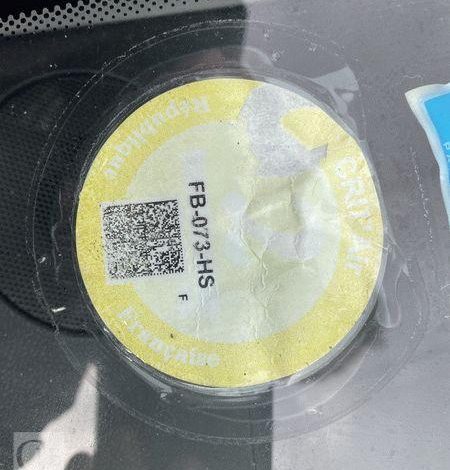 République
Française
CRIT'Air
FB-073-HS
F